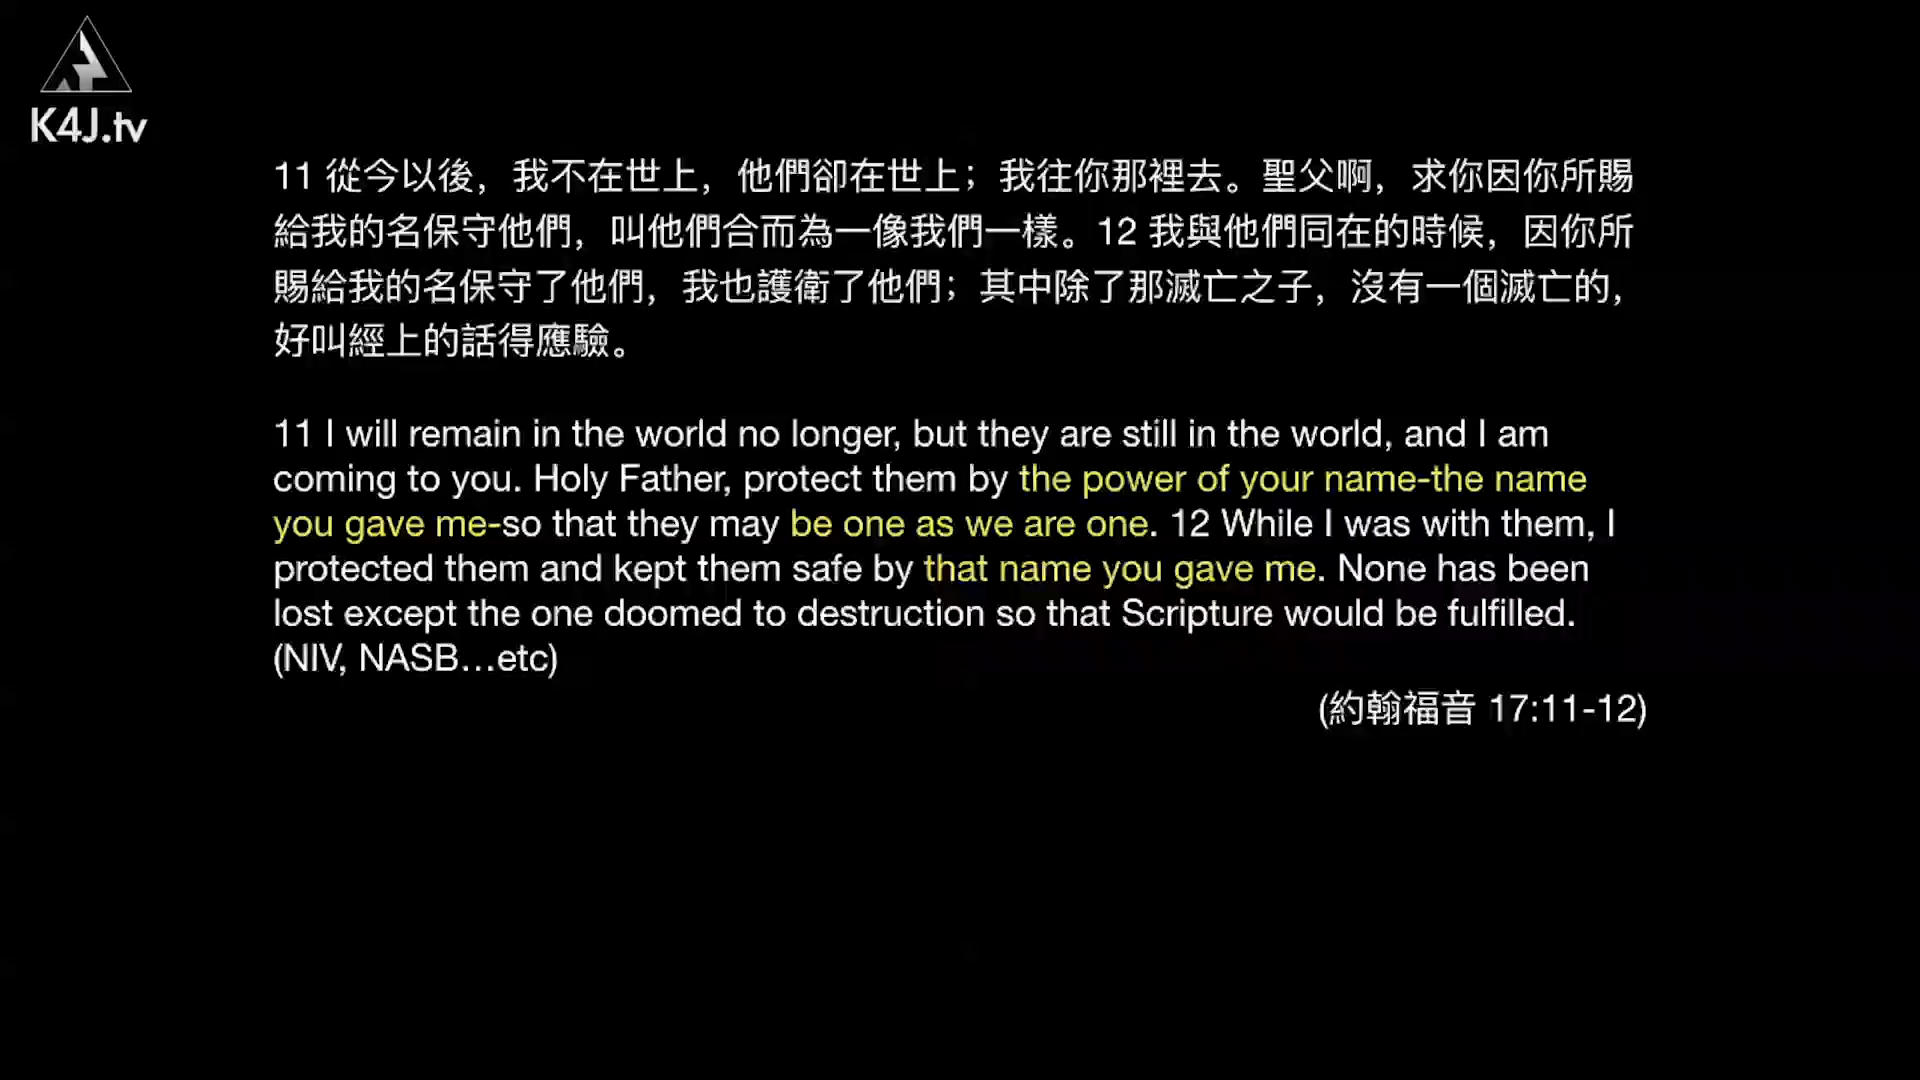 K4J.tv
11 從今以後，我不在世上，他們卻在世上；我往你那裡去。聖父啊，求你因你所賜
給我的名保守他們，叫他們合而為一像我們一樣。12 我與他們同在的時候，因你所
賜給我的名保守了他們，我也護衛了他們；其中除了那滅亡之子，沒有一個滅亡的，
好叫經上的話得應驗。
11 I will remain in the world no longer, but they are still in the world, and I am
coming to you. Holy Father, protect them by the power of your name-the name
you gave me-so that they may be one as we are one. 12 While I was with them, I
protected them and kept them safe by that name you gave me. None has been
lost except the one doomed to destruction so that Scripture would be fulfilled.
(NIV, NASB…etc)
(約翰福音 17:11-12)